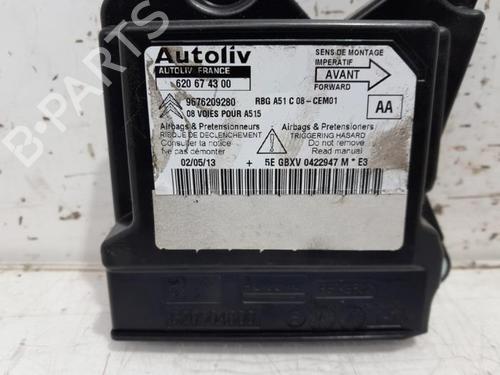 Autoliv
AUTOLIV FRANCE
620 67 43 00
9676209280
08 VOIES POUR A515
RBG A51 C 08-CEM01
SENS DE MONTAGE
IMPERATIF
AVANT
FORWARD
AA
Airbags & Pretensionneurs
RISQUE DE DECLENCHEMENT
Consulter la notice
Ne pas démonter
Airbags & Pretensioners
TRIGGERING HASARD
Do not remove
Read manual
02/05/13 + 5E GBXV 0422947 M * E3
B-PARTS